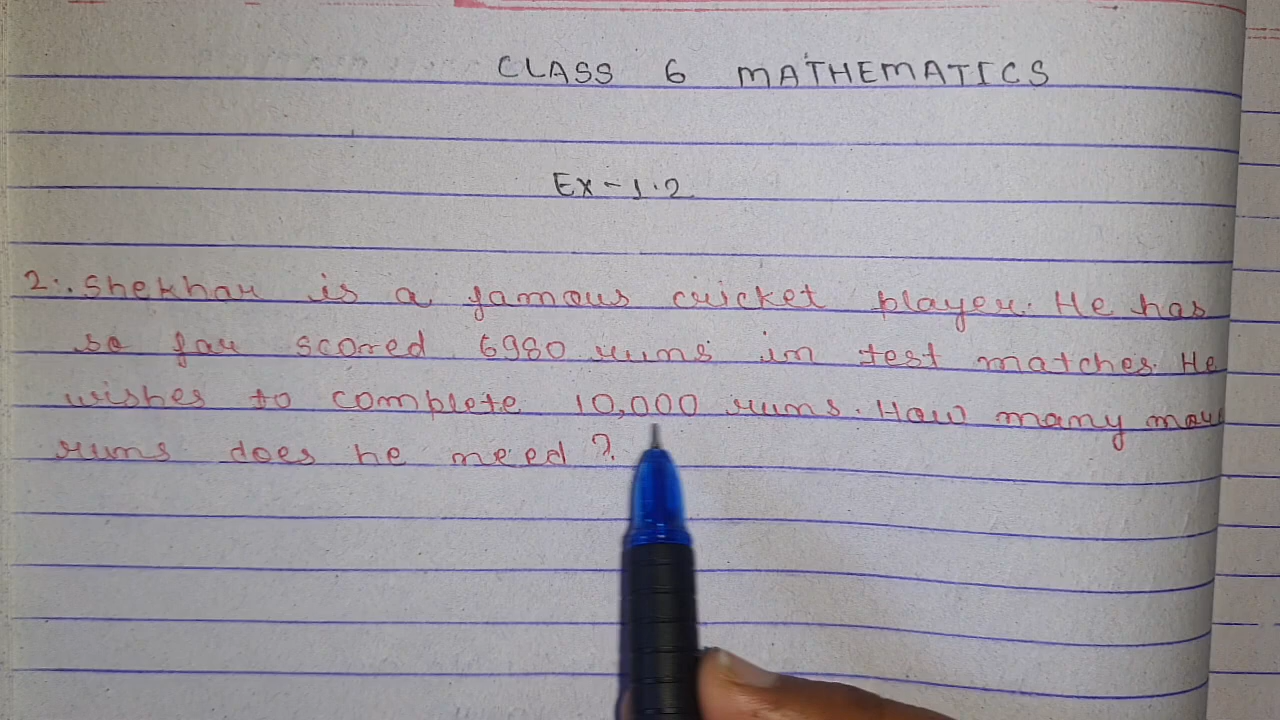 CLASS 6 MATHEMATICS
Ex-1.2
2:. Shekhar is a famous cricket player. He has
so far scored 6980 runs in test matches. He
wishes to complete 10,000 runs. How many more
runs does he need?